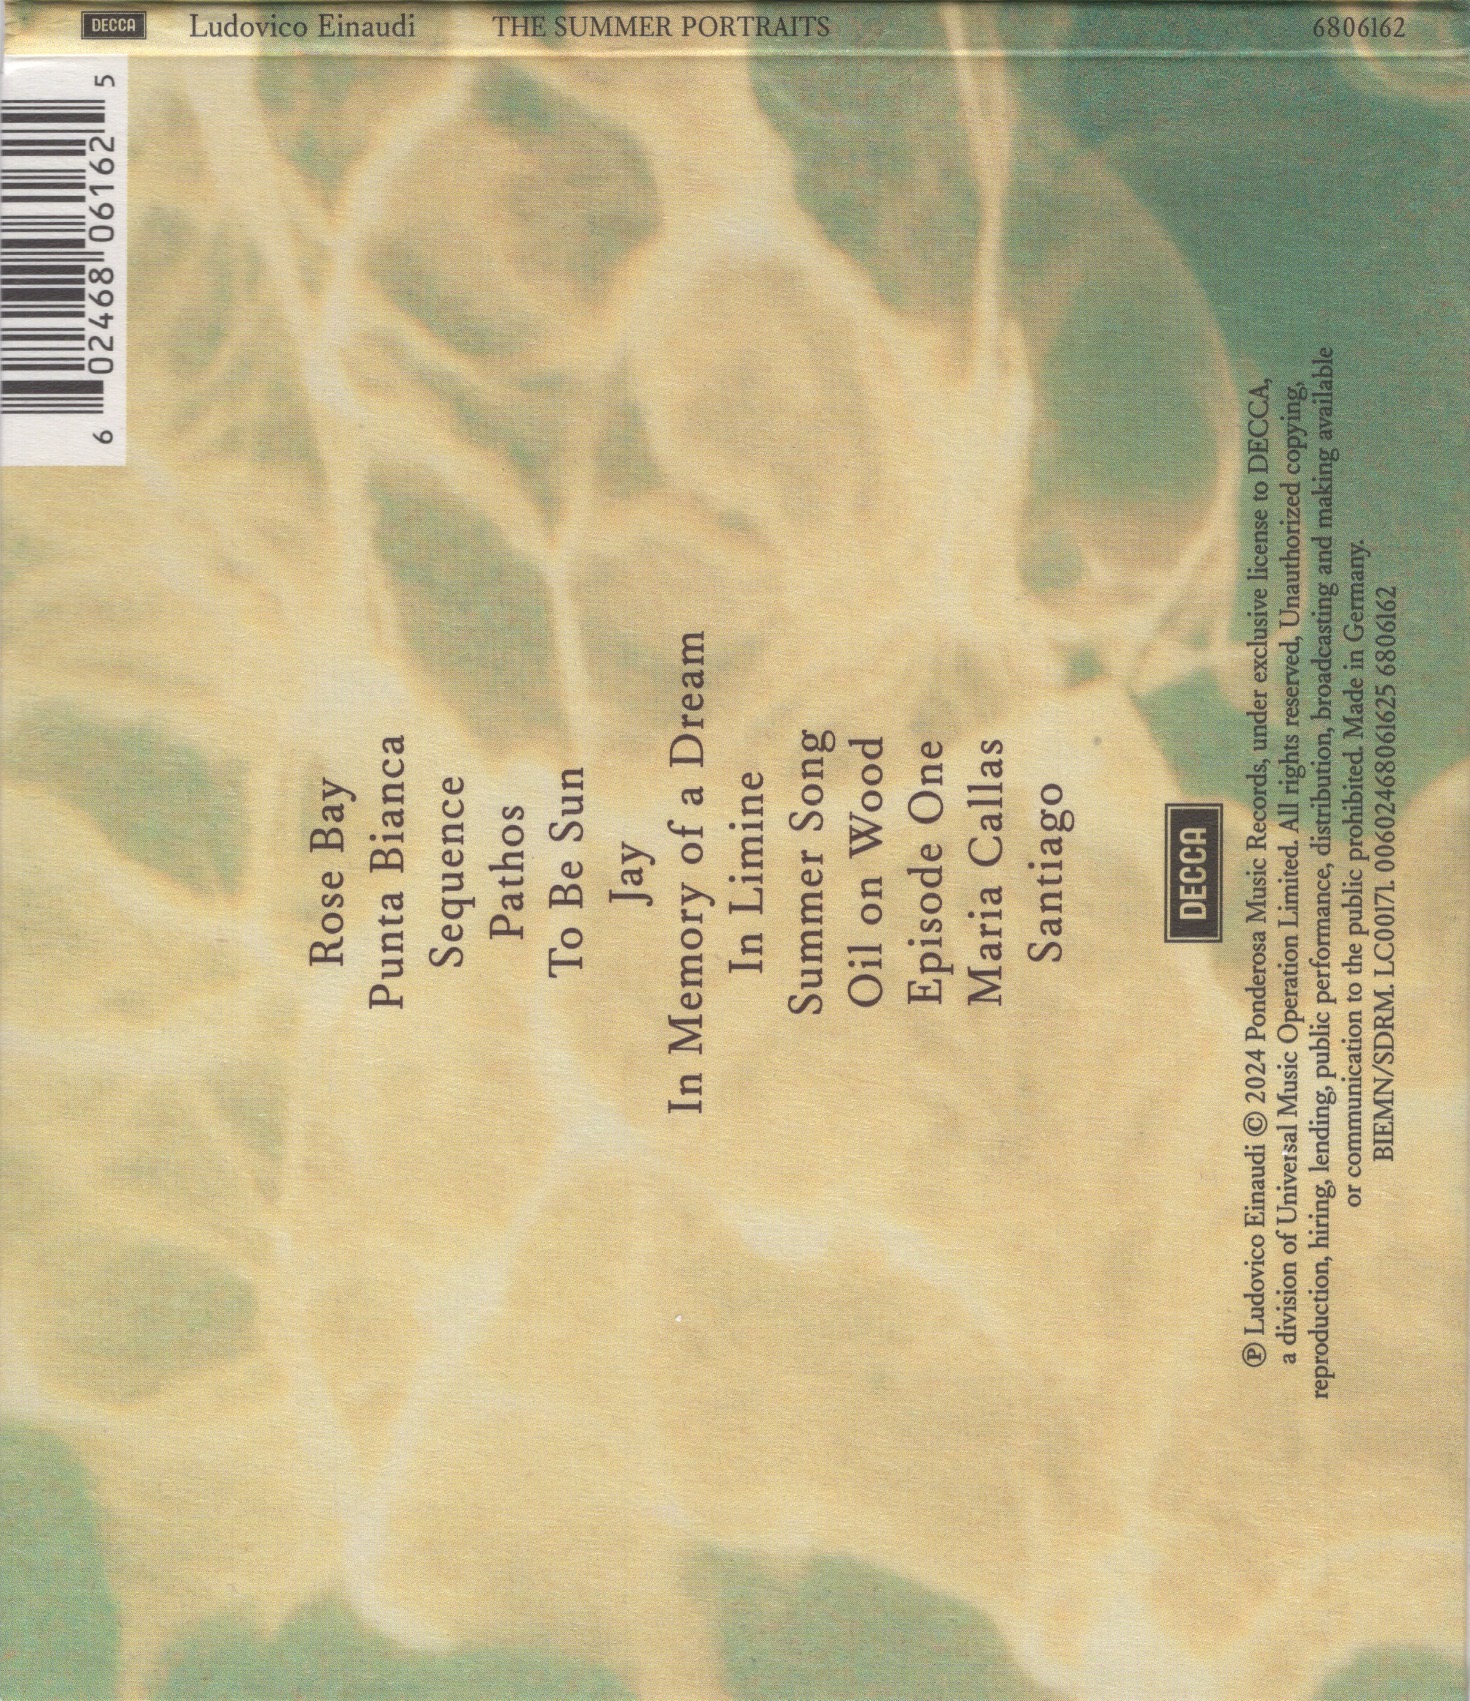 6 02468 06162 5
Rose Bay
Punta Bianca
Sequence
Pathos
To Be Sun
Jay
In Memory of a Dream
In Limine
Summer Song
Oil on Wood
Episode One
Maria Callas
Santiago
DECCA
℗ Ludovico Einaudi © 2024 Ponderosa Music Records, under exclusive license to DECCA,
a division of Universal Music Operation Limited. All rights reserved, Unauthorized copying,
reproduction, hiring, lending, public performance, distribution, broadcasting and making available
or communication to the public prohibited. Made in Germany.
BIEMN/SDRM. LC00171. 00602468061625 6806162
DECCA Ludovico Einaudi THE SUMMER PORTRAITS 6806162